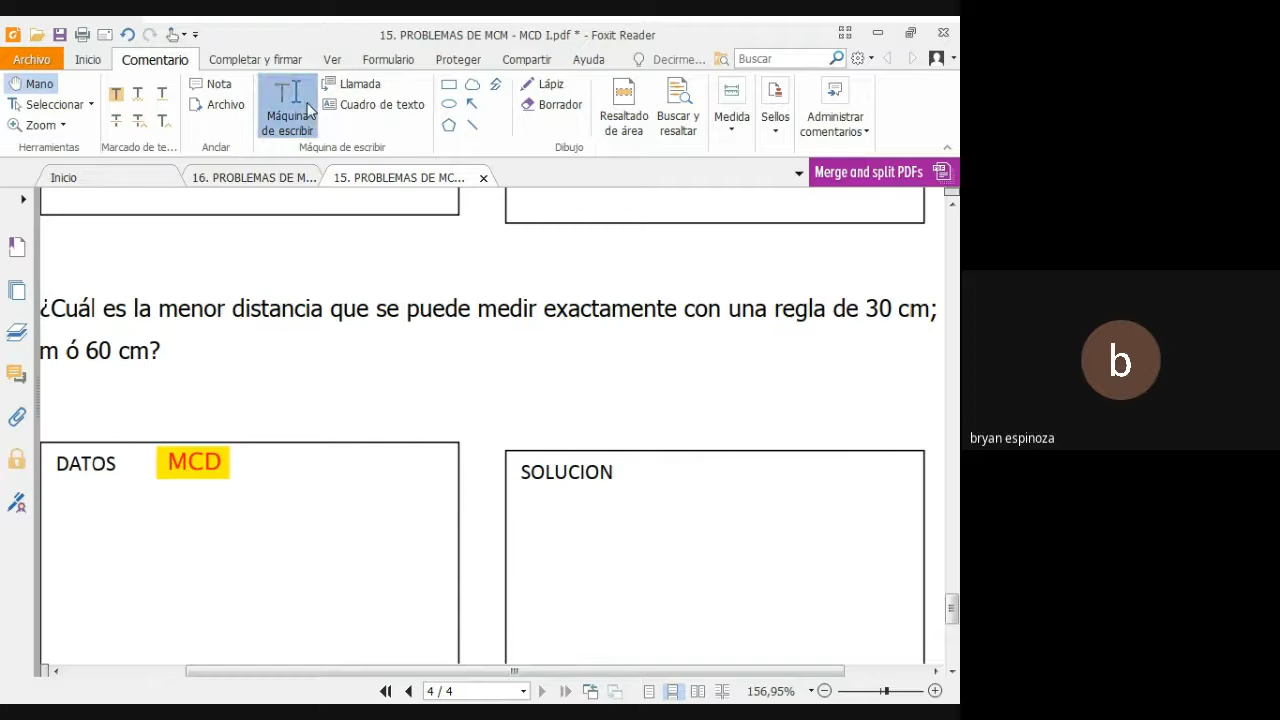 15. PROBLEMAS DE MCM - MCD I.pdf * - Foxit Reader
Archivo Inicio Comentario Completar y firmar Ver Formulario Proteger Compartir Ayuda Decirme... Buscar
Mano
Seleccionar
Zoom
Herramientas
Marcado de te...
Nota
Archivo
Anclar
Máquina
de escribir
Llamada
Cuadro de texto
Máquina de escribir
Lápiz
Borrador
Dibujo
Resaltado
de área
Buscar y
resaltar
Medida
Sellos
Administrar
comentarios
Inicio
16. PROBLEMAS DE M...
15. PROBLEMAS DE MC...
Merge and split PDFs
¿Cuál es la menor distancia que se puede medir exactamente con una regla de 30 cm;
m ó 60 cm?
DATOS MCD
SOLUCION
4 / 4
156,95%
b
bryan espinoza